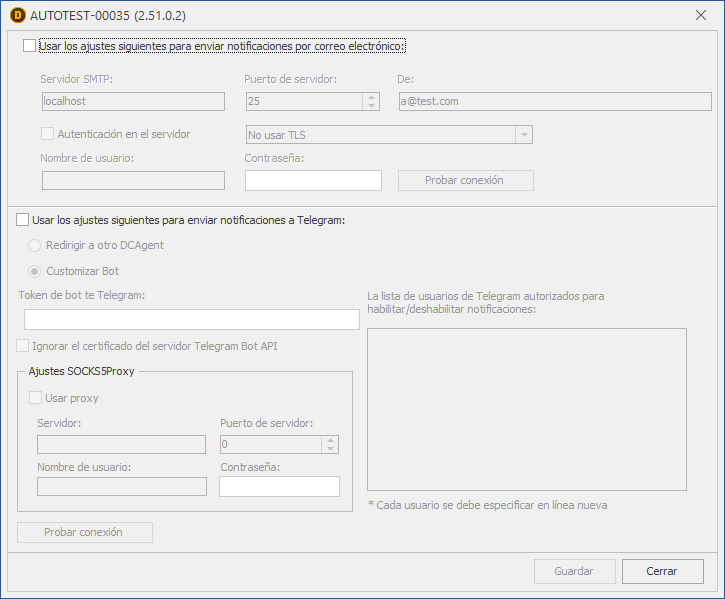 D AUTOTEST-00035 (2.51.0.2)
Usar los ajustes siguientes para enviar notificaciones por correo electrónico:
Servidor SMTP: Puerto de servidor: De:
localhost 25 a@test.com
Autenticación en el servidor No usar TLS
Nombre de usuario: Contraseña:
Probar conexión
Usar los ajustes siguientes para enviar notificaciones a Telegram:
Redirigir a otro DCAgent
Customizar Bot
Token de bot te Telegram:
La lista de usuarios de Telegram autorizados para
habilitar/deshabilitar notificaciones:
Ignorar el certificado del servidor Telegram Bot API
Ajustes SOCKS5Proxy
Usar proxy
Servidor: Puerto de servidor:
0
Nombre de usuario: Contraseña:
* Cada usuario se debe especificar en línea nueva
Probar conexión
Guardar Cerrar